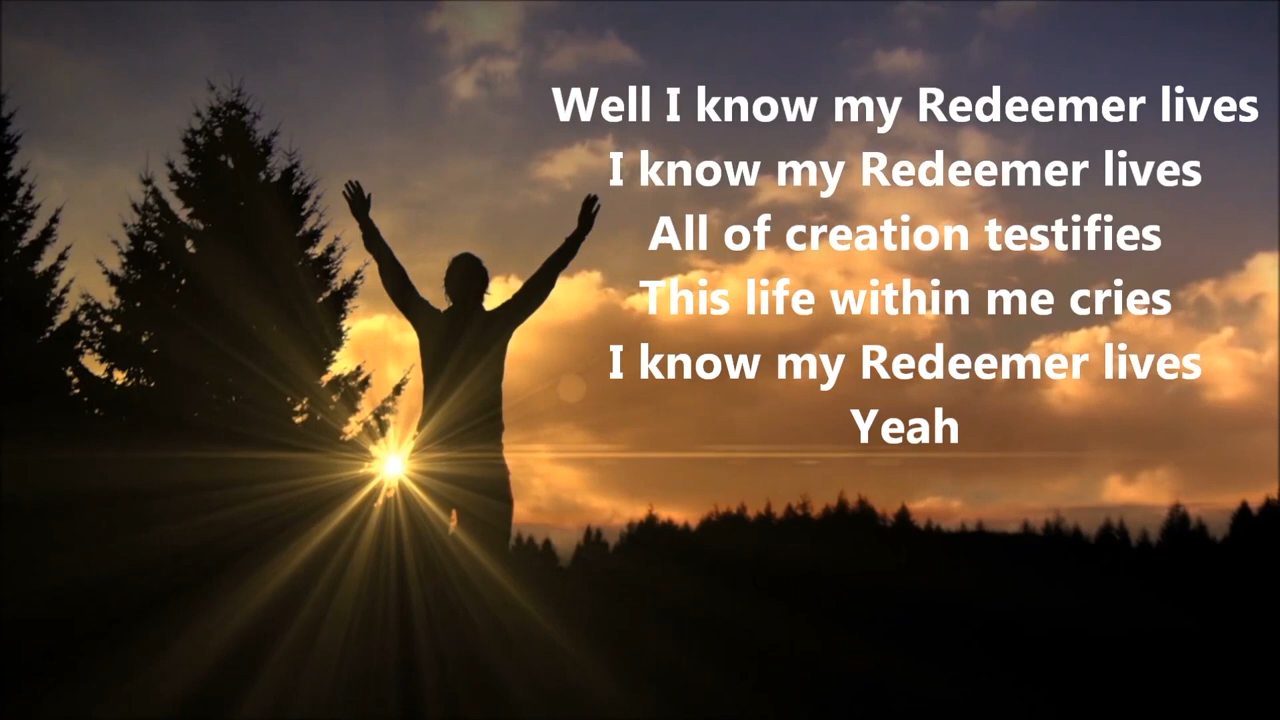 Well I know my Redeemer lives
I know my Redeemer lives
All of creation testifies
This life within me cries
I know my Redeemer lives
Yeah